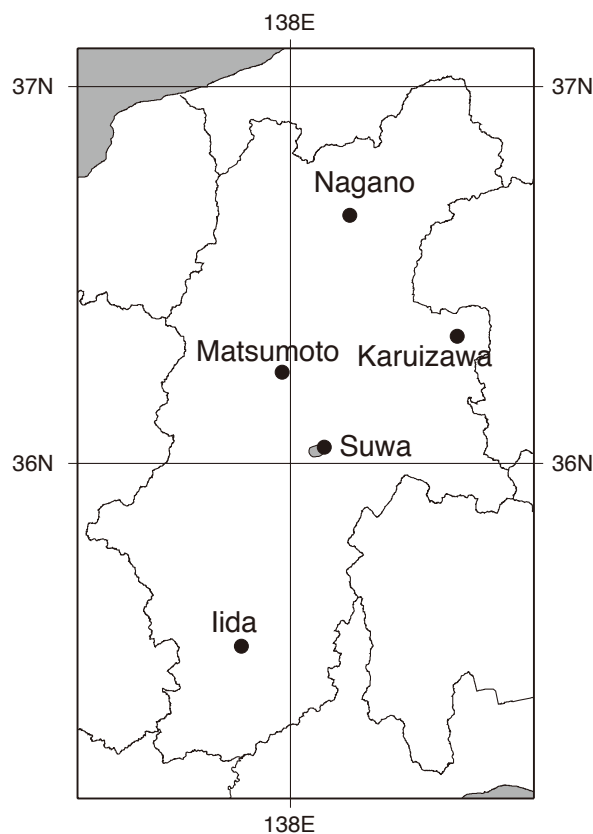 138E
37N 37N
Nagano
Matsumoto Karuizawa
Suwa
36N 36N
Iida
138E